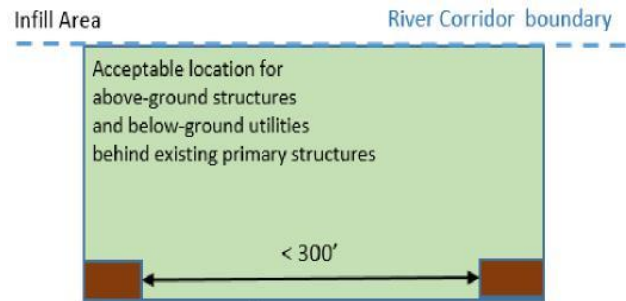 Infill Area
River Corridor boundary
Acceptable location for
above-ground structures
and below-ground utilities
behind existing primary structures
< 300’